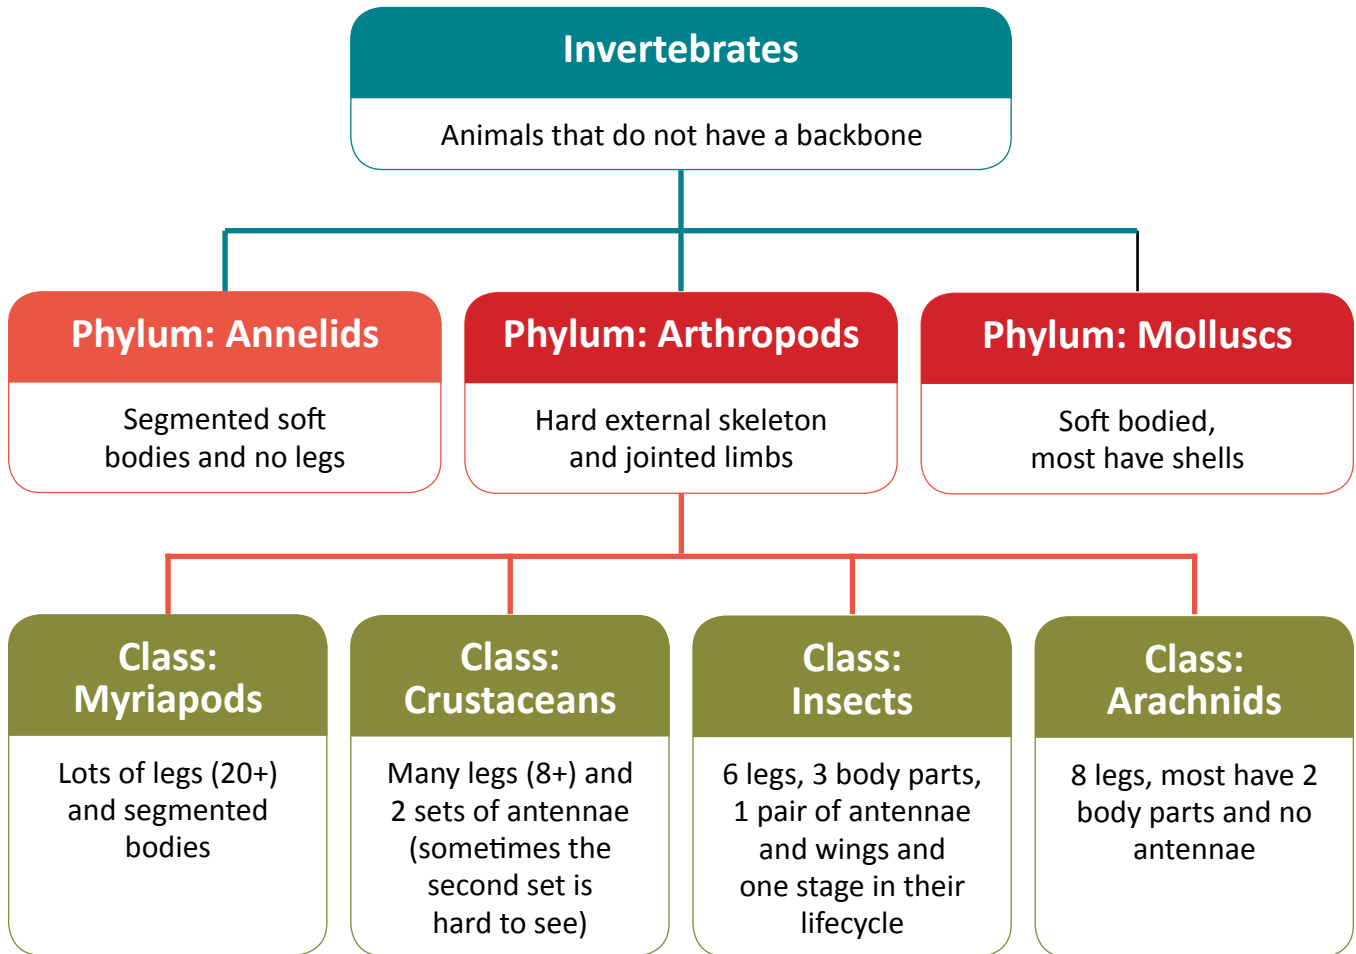 Invertebrates
Animals that do not have a backbone
Phylum: Annelids
Segmented soft
bodies and no legs
Phylum: Arthropods
Hard external skeleton
and jointed limbs
Phylum: Molluscs
Soft bodied,
most have shells
Class:
Myriapods
Lots of legs (20+)
and segmented
bodies
Class:
Crustaceans
Many legs (8+) and
2 sets of antennae
(sometimes the
second set is
hard to see)
Class:
Insects
6 legs, 3 body parts,
1 pair of antennae
and wings and
one stage in their
lifecycle
Class:
Arachnids
8 legs, most have 2
body parts and no
antennae